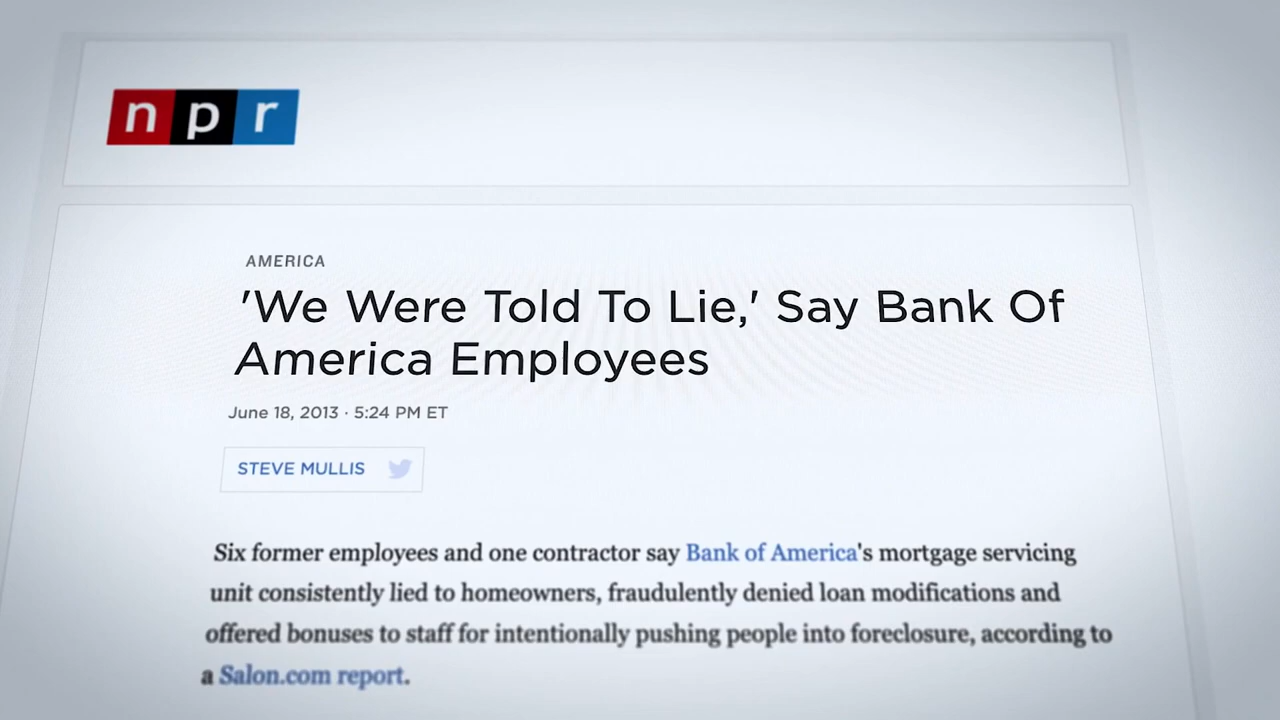 npr
AMERICA
'We Were Told To Lie,' Say Bank Of
America Employees
June 18, 2013 · 5:24 PM ET
STEVE MULLIS
Six former employees and one contractor say Bank of America's mortgage servicing
unit consistently lied to homeowners, fraudulently denied loan modifications and
offered bonuses to staff for intentionally pushing people into foreclosure, according to
a Salon.com report.